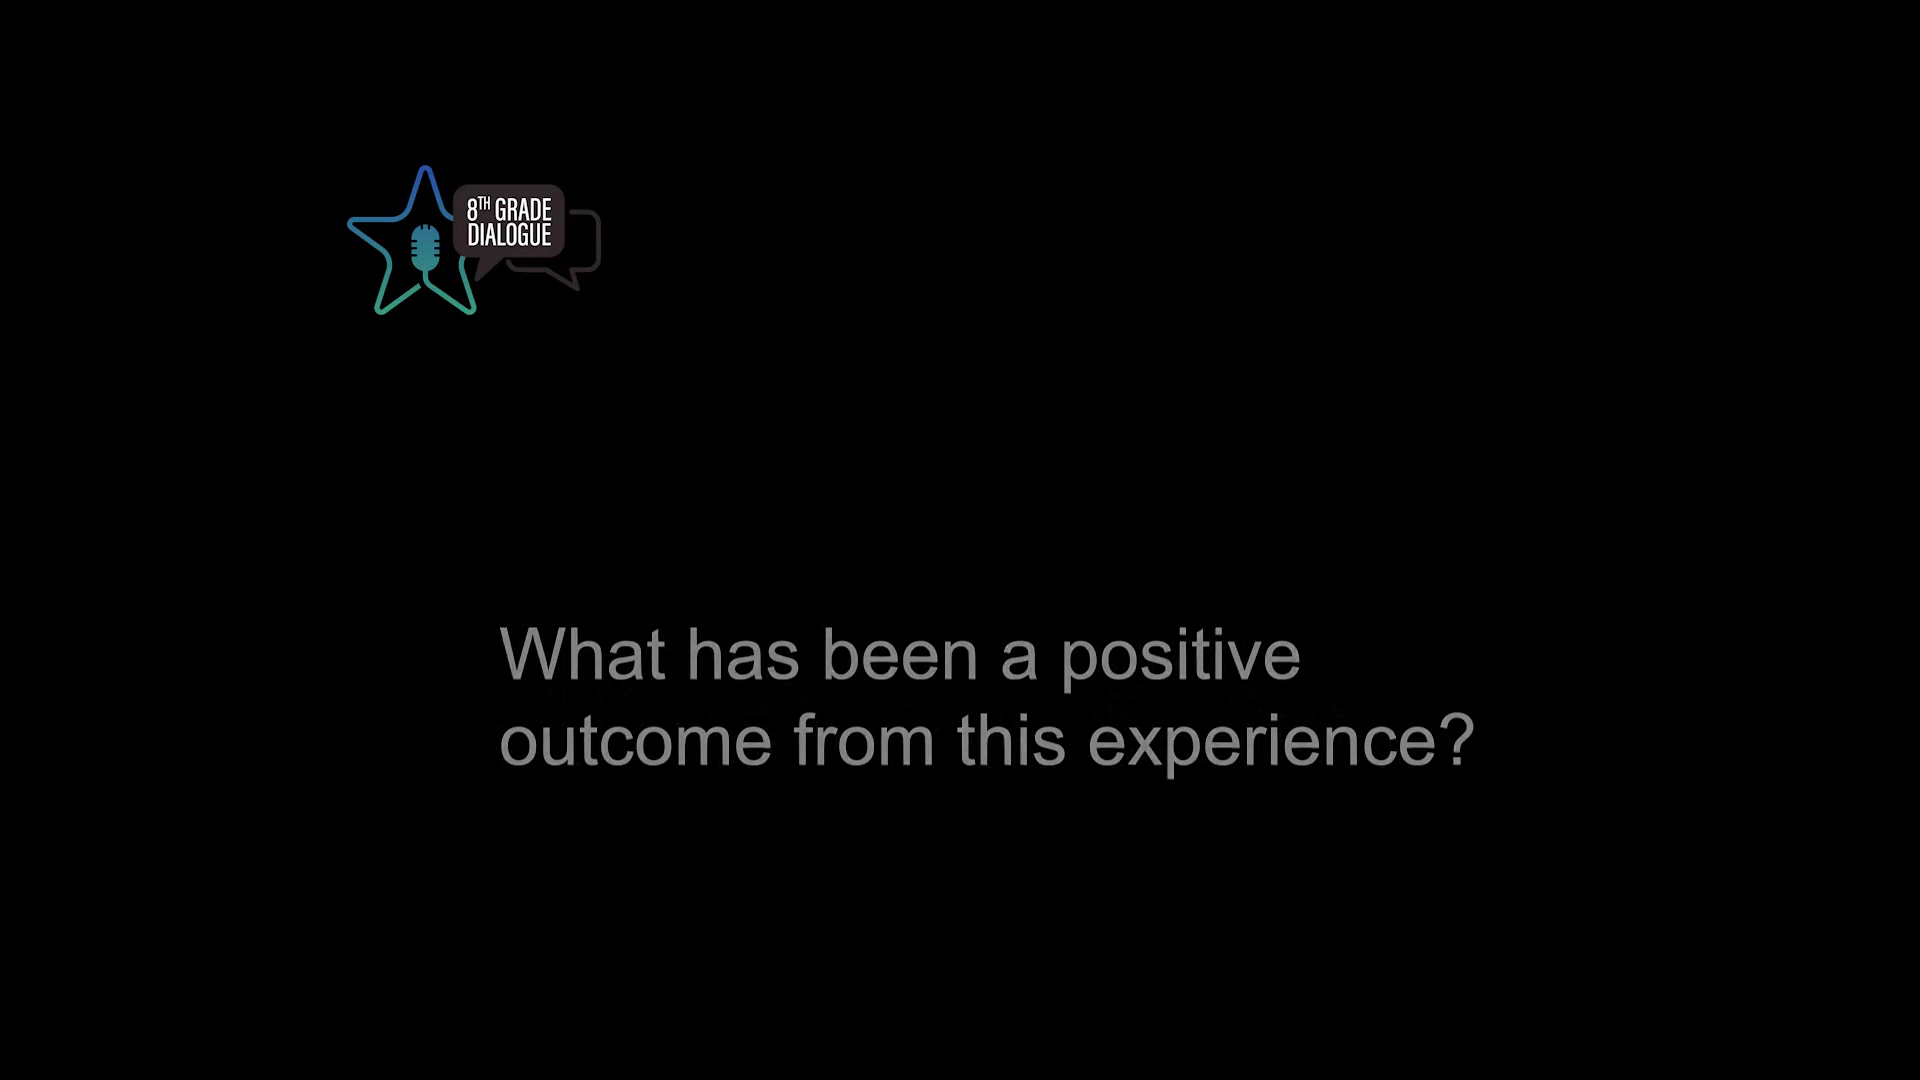 8TH GRADE
DIALOGUE
What has been a positive
outcome from this experience?